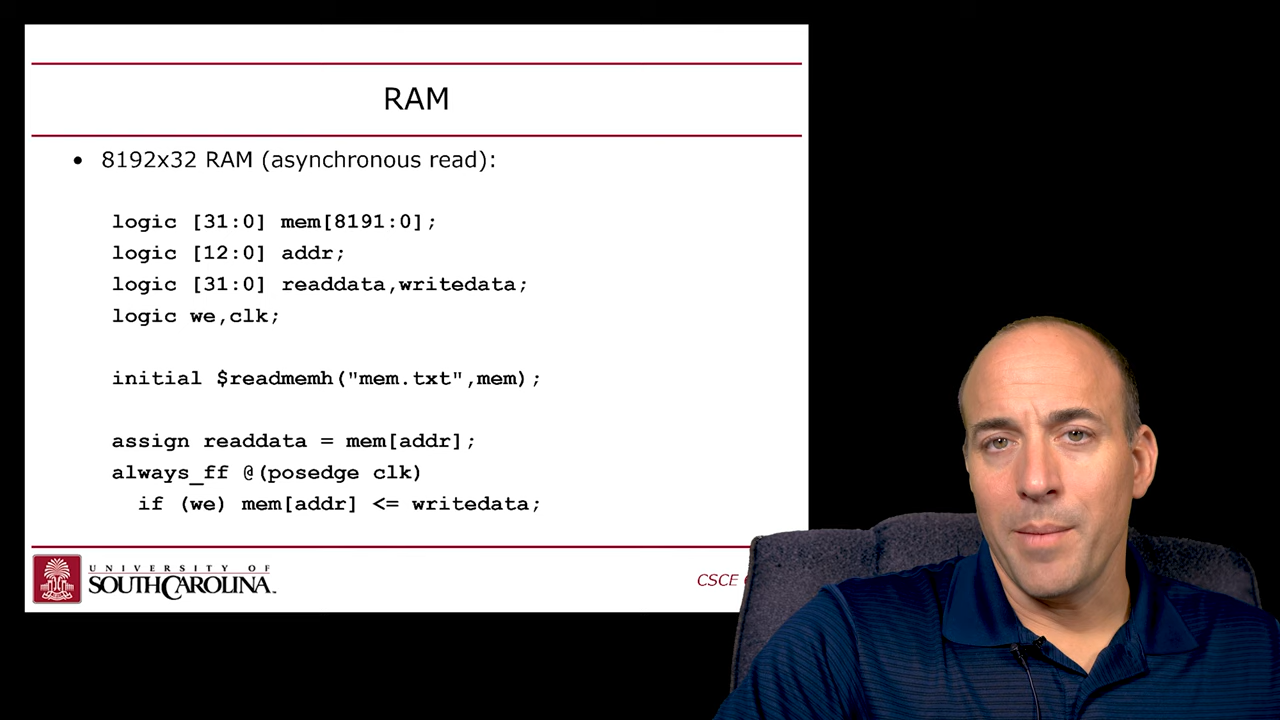 RAM
• 8192x32 RAM (asynchronous read):
logic [31:0] mem[8191:0];
logic [12:0] addr;
logic [31:0] readdata,writedata;
logic we,clk;
initial $readmemh("mem.txt",mem);
assign readdata = mem[addr];
always_ff @(posedge clk)
if (we) mem[addr] <= writedata;
UNIVERSITY OF
SOUTH CAROLINA
CSCE